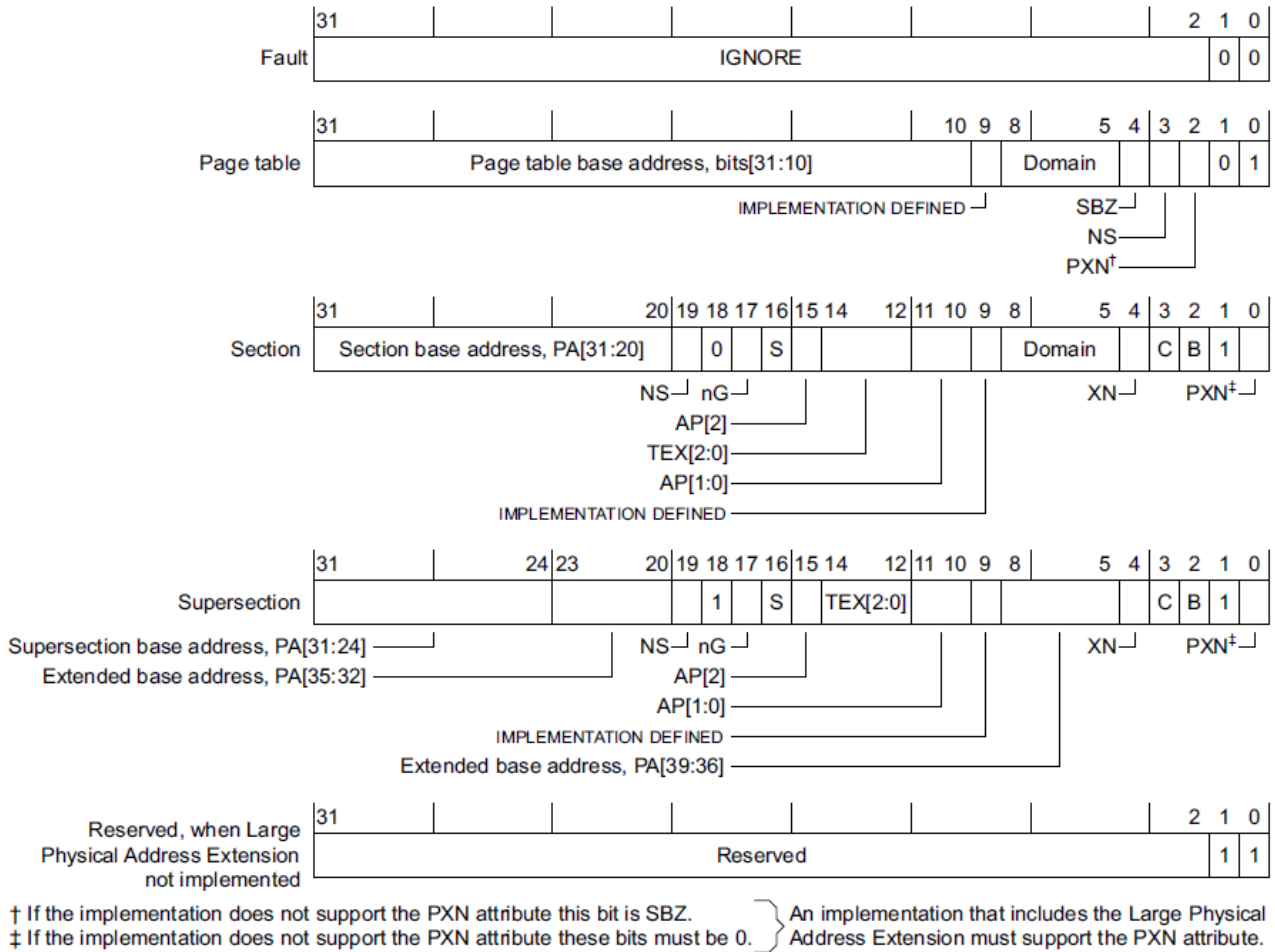 31 2 1 0
Fault IGNORE 0 0
31 10 9 8 5 4 3 2 1 0
Page table Page table base address, bits[31:10] Domain 0 1
IMPLEMENTATION DEFINED SBZ
NS
PXN†
31 20 19 18 17 16 15 14 12 11 10 9 8 5 4 3 2 1 0
Section Section base address, PA[31:20] 0 S Domain C B 1
NS nG XN PXN‡
AP[2]
TEX[2:0]
AP[1:0]
IMPLEMENTATION DEFINED
31 24 23 20 19 18 17 16 15 14 12 11 10 9 8 5 4 3 2 1 0
Supersection 1 S TEX[2:0] C B 1
Supersection base address, PA[31:24] NS nG XN PXN‡
Extended base address, PA[35:32] AP[2]
AP[1:0]
IMPLEMENTATION DEFINED
Extended base address, PA[39:36]
31 2 1 0
Reserved, when Large
Physical Address Extension Reserved 1 1
not implemented
† If the implementation does not support the PXN attribute this bit is SBZ. An implementation that includes the Large Physical
‡ If the implementation does not support the PXN attribute these bits must be 0. Address Extension must support the PXN attribute.